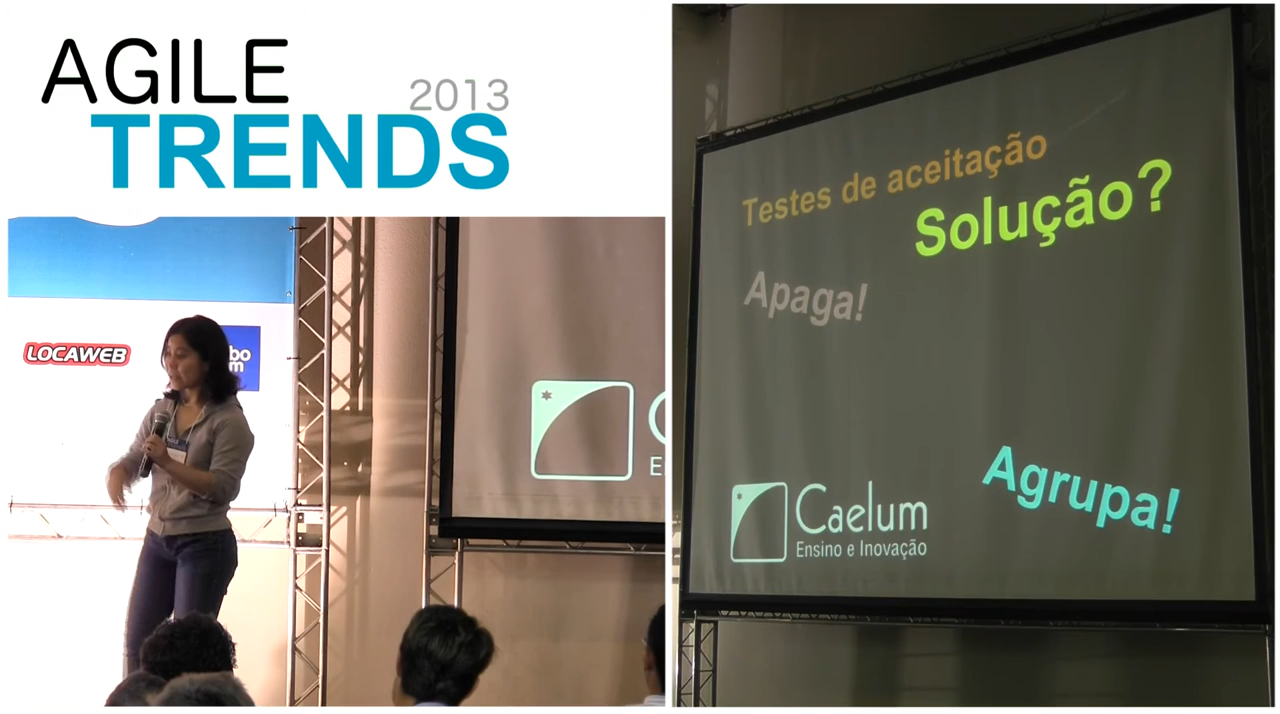 AGILE
2013
TRENDS
LOCAWEB
Testes de aceitação
Solução?
Apaga!
Agrupa!
Caelum
Ensino e Inovação